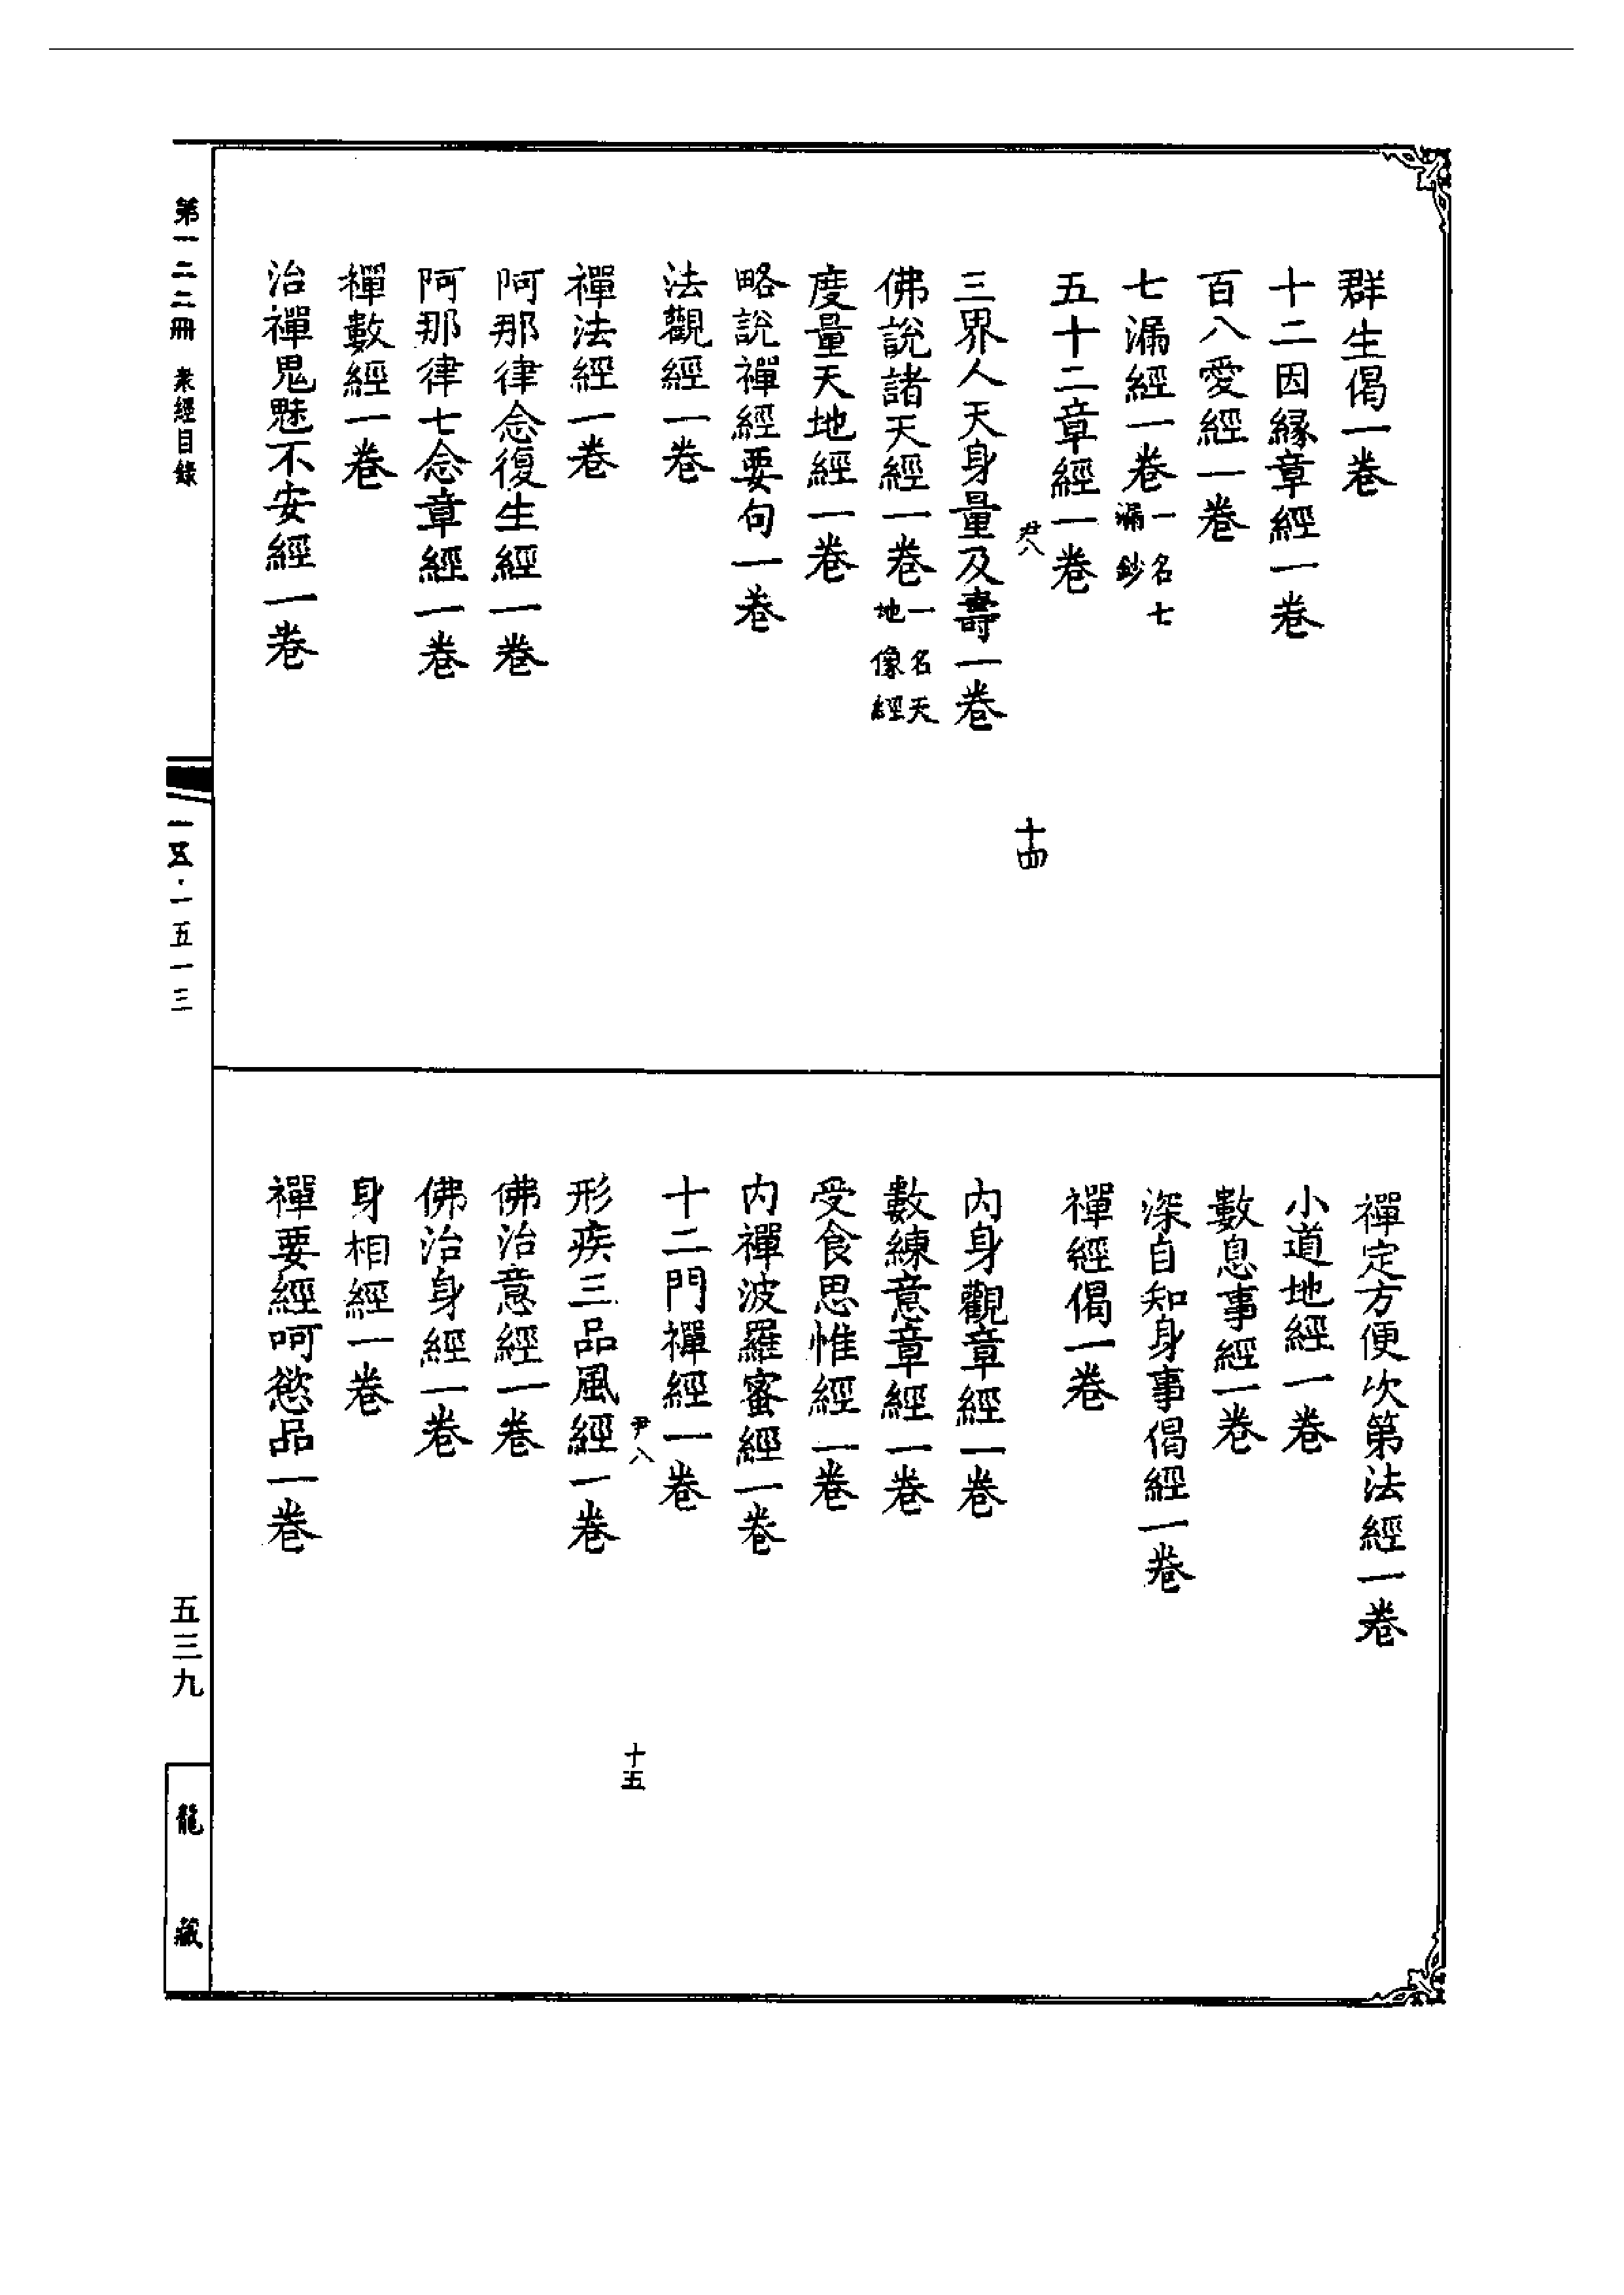 群生偈一卷
十二因緣章經一卷
百八愛經一卷
七漏經一卷一名七漏鈔
五十二章經一卷
尹八
十四
三界人天身量及壽一卷
佛說諸天經一卷一名天地像經
度量天地經一卷
略說禪經要句一卷
法觀經一卷
禪法經一卷
阿那律念復生經一卷
阿那律七念章經一卷
禪數經一卷
治禪鬼魅不安經一卷
禪定方便次第法經一卷
小道地經一卷
數息事經一卷
深自知身事偈經一卷
禪經偈一卷
內身觀章經一卷
數練意章經一卷
受食思惟經一卷
內禪波羅蜜經一卷
十二門禪經一卷
尹八
十五
形疾三品風經一卷
佛治意經一卷
佛治身經一卷
身相經一卷
禪要經呵慾品一卷
第一二二冊 衆經目錄
一五·一五一三
五三九
龍藏